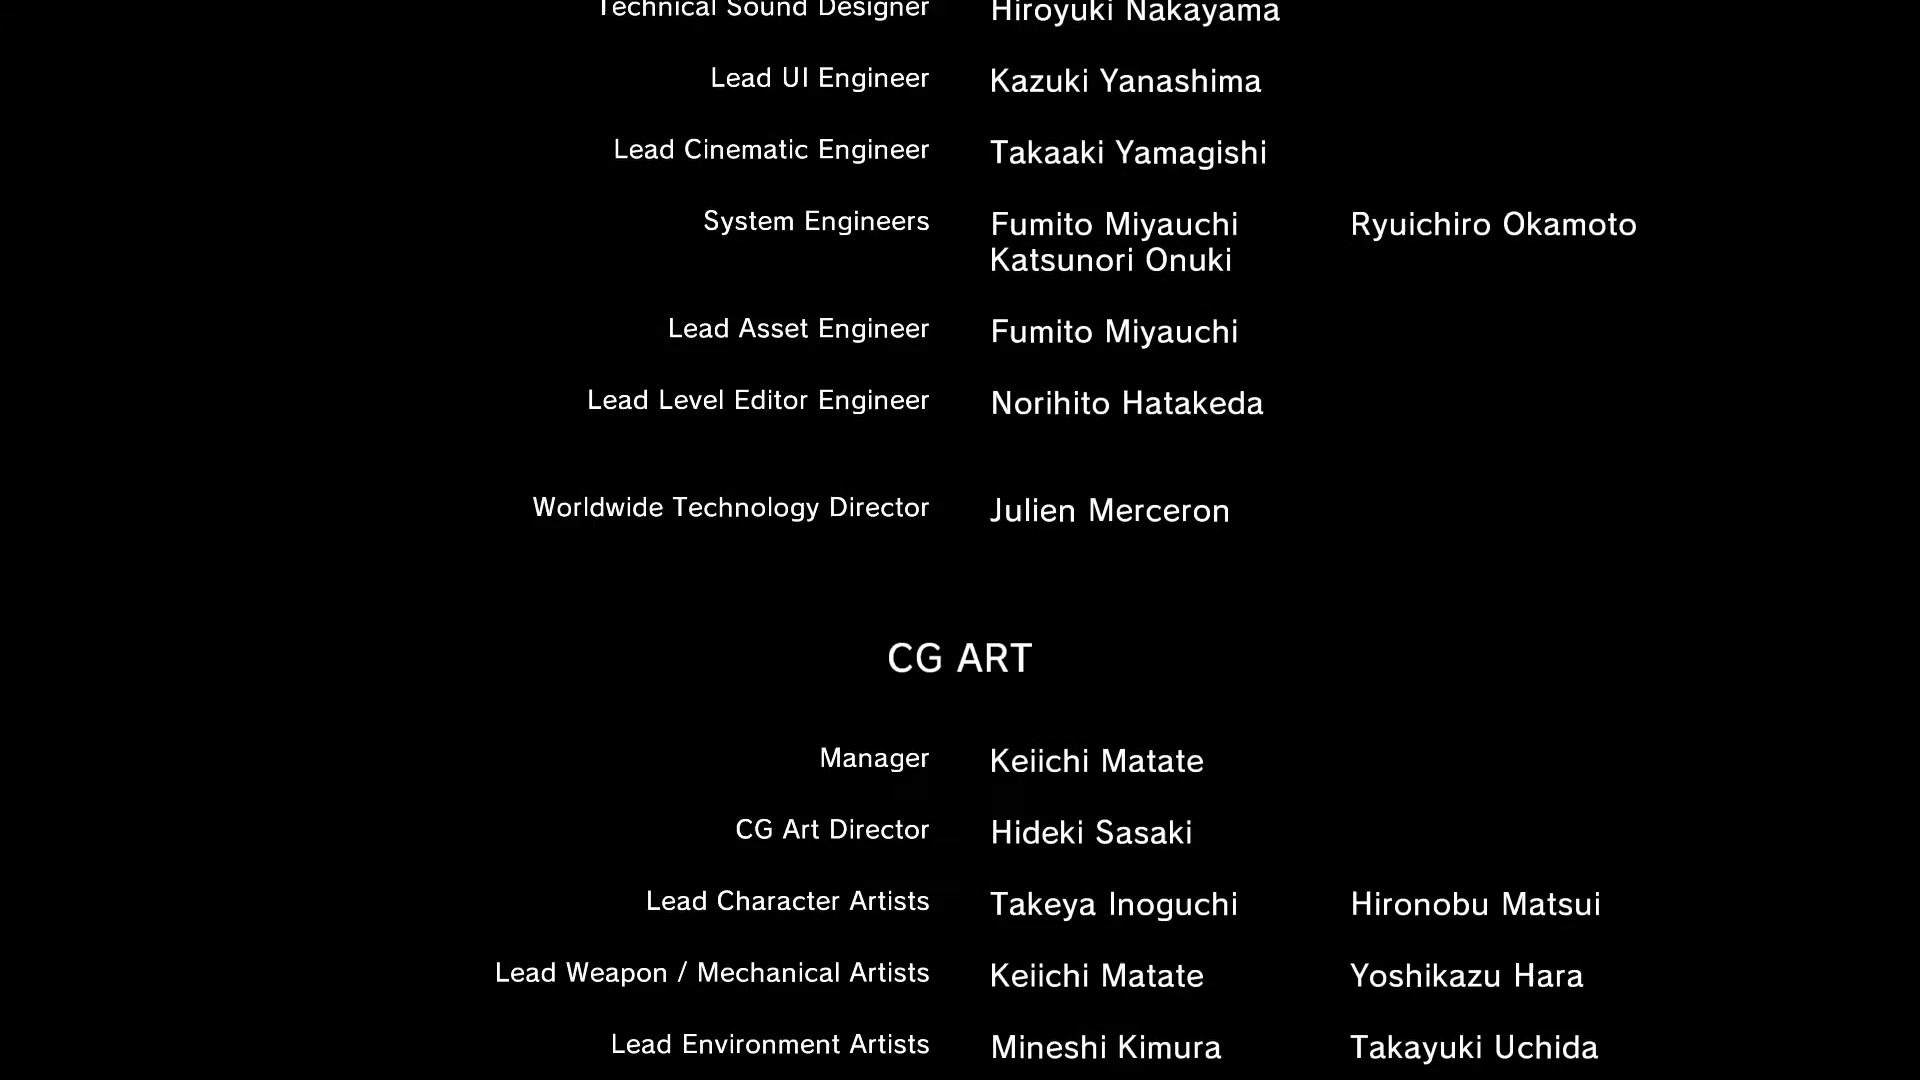 Technical Sound Designer Hiroyuki Nakayama
Lead UI Engineer Kazuki Yanashima
Lead Cinematic Engineer Takaaki Yamagishi
System Engineers Fumito Miyauchi Ryuichiro Okamoto
Katsunori Onuki
Lead Asset Engineer Fumito Miyauchi
Lead Level Editor Engineer Norihito Hatakeda
Worldwide Technology Director Julien Merceron
CG ART
Manager Keiichi Matate
CG Art Director Hideki Sasaki
Lead Character Artists Takeya Inoguchi Hironobu Matsui
Lead Weapon / Mechanical Artists Keiichi Matate Yoshikazu Hara
Lead Environment Artists Mineshi Kimura Takayuki Uchida